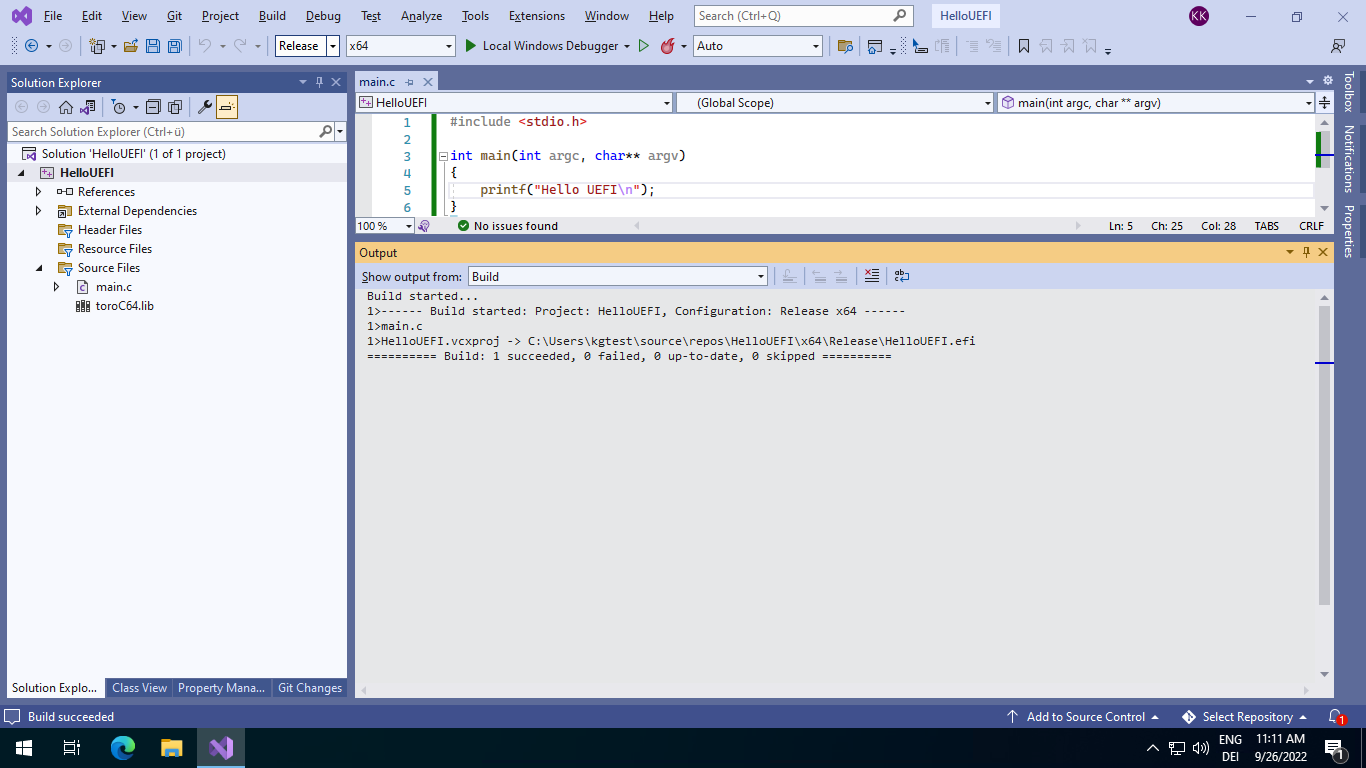 File Edit View Git Project Build Debug Test Analyze Tools Extensions Window Help Search (Ctrl+Q) HelloUEFI KK
Release x64 Local Windows Debugger Auto
Solution Explorer
Search Solution Explorer (Ctrl+ü)
Solution 'HelloUEFI' (1 of 1 project)
HelloUEFI
References
External Dependencies
Header Files
Resource Files
Source Files
main.c
toroC64.lib
Solution Explo... Class View Property Mana... Git Changes
main.c
HelloUEFI (Global Scope) main(int argc, char ** argv)
1 #include <stdio.h>
2
3 int main(int argc, char** argv)
4 {
5 printf("Hello UEFI\n");
6 }
100 % No issues found Ln: 5 Ch: 25 Col: 28 TABS CRLF
Output
Show output from: Build
Build started...
1>------ Build started: Project: HelloUEFI, Configuration: Release x64 ------
1>main.c
1>HelloUEFI.vcxproj -> C:\Users\kgtest\source\repos\HelloUEFI\x64\Release\HelloUEFI.efi
========== Build: 1 succeeded, 0 failed, 0 up-to-date, 0 skipped ==========
Toolbox
Notifications
Properties
Build succeeded Add to Source Control Select Repository 1
ENG 11:11 AM
DEI 9/26/2022 1